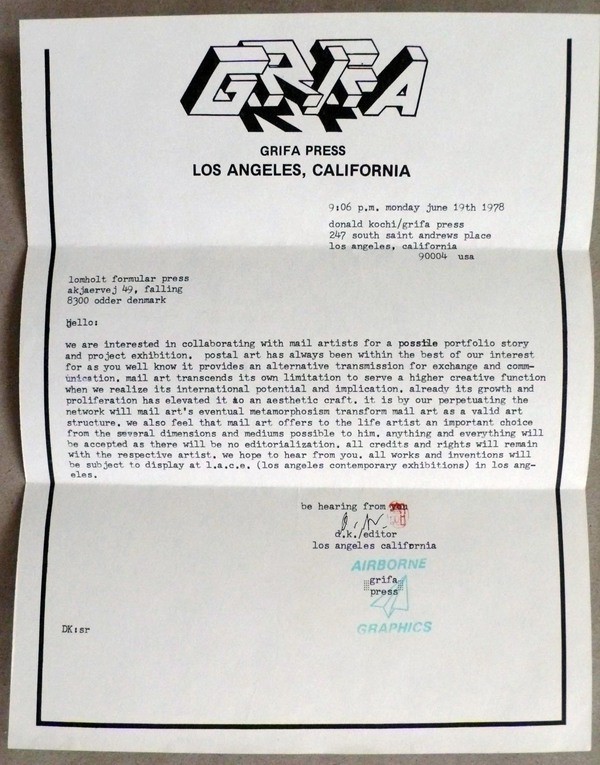 GRIFA
GRIFA PRESS
LOS ANGELES, CALIFORNIA
9:06 p.m. monday june 19th 1978
donald kochi/grifa press
247 south saint andrews place
los angeles, california
90004 usa
lomholt formular press
akjaervej 49, falling
8300 odder denmark
hello:
we are interested in collaborating with mail artists for a possile portfolio story
and project exhibition. postal art has always been within the best of our interest
for as you well know it provides an alternative transmission for exchange and comm-
unication. mail art transcends its own limitation to serve a higher creative function
when we realize its international potential and implication. already its growth and
proliferation has elevated it to an aesthetic craft. it is by our perpetuating the
network will mail art's eventual metamorphosism transform mail art as a valid art
structure. we also feel that mail art offers to the life artist an important choice
from the several dimensions and mediums possible to him. anything and everything will
be accepted as there will be no editorialization. all credits and rights will remain
with the respective artist. we hope to hear from you. all works and inventions will
be subject to display at l.a.c.e. (los angeles contemporary exhibitions) in los ang-
eles.
be hearing from you
d.k./editor
los angeles california
AIRBORNE
grifa
press
GRAPHICS
DK:sr